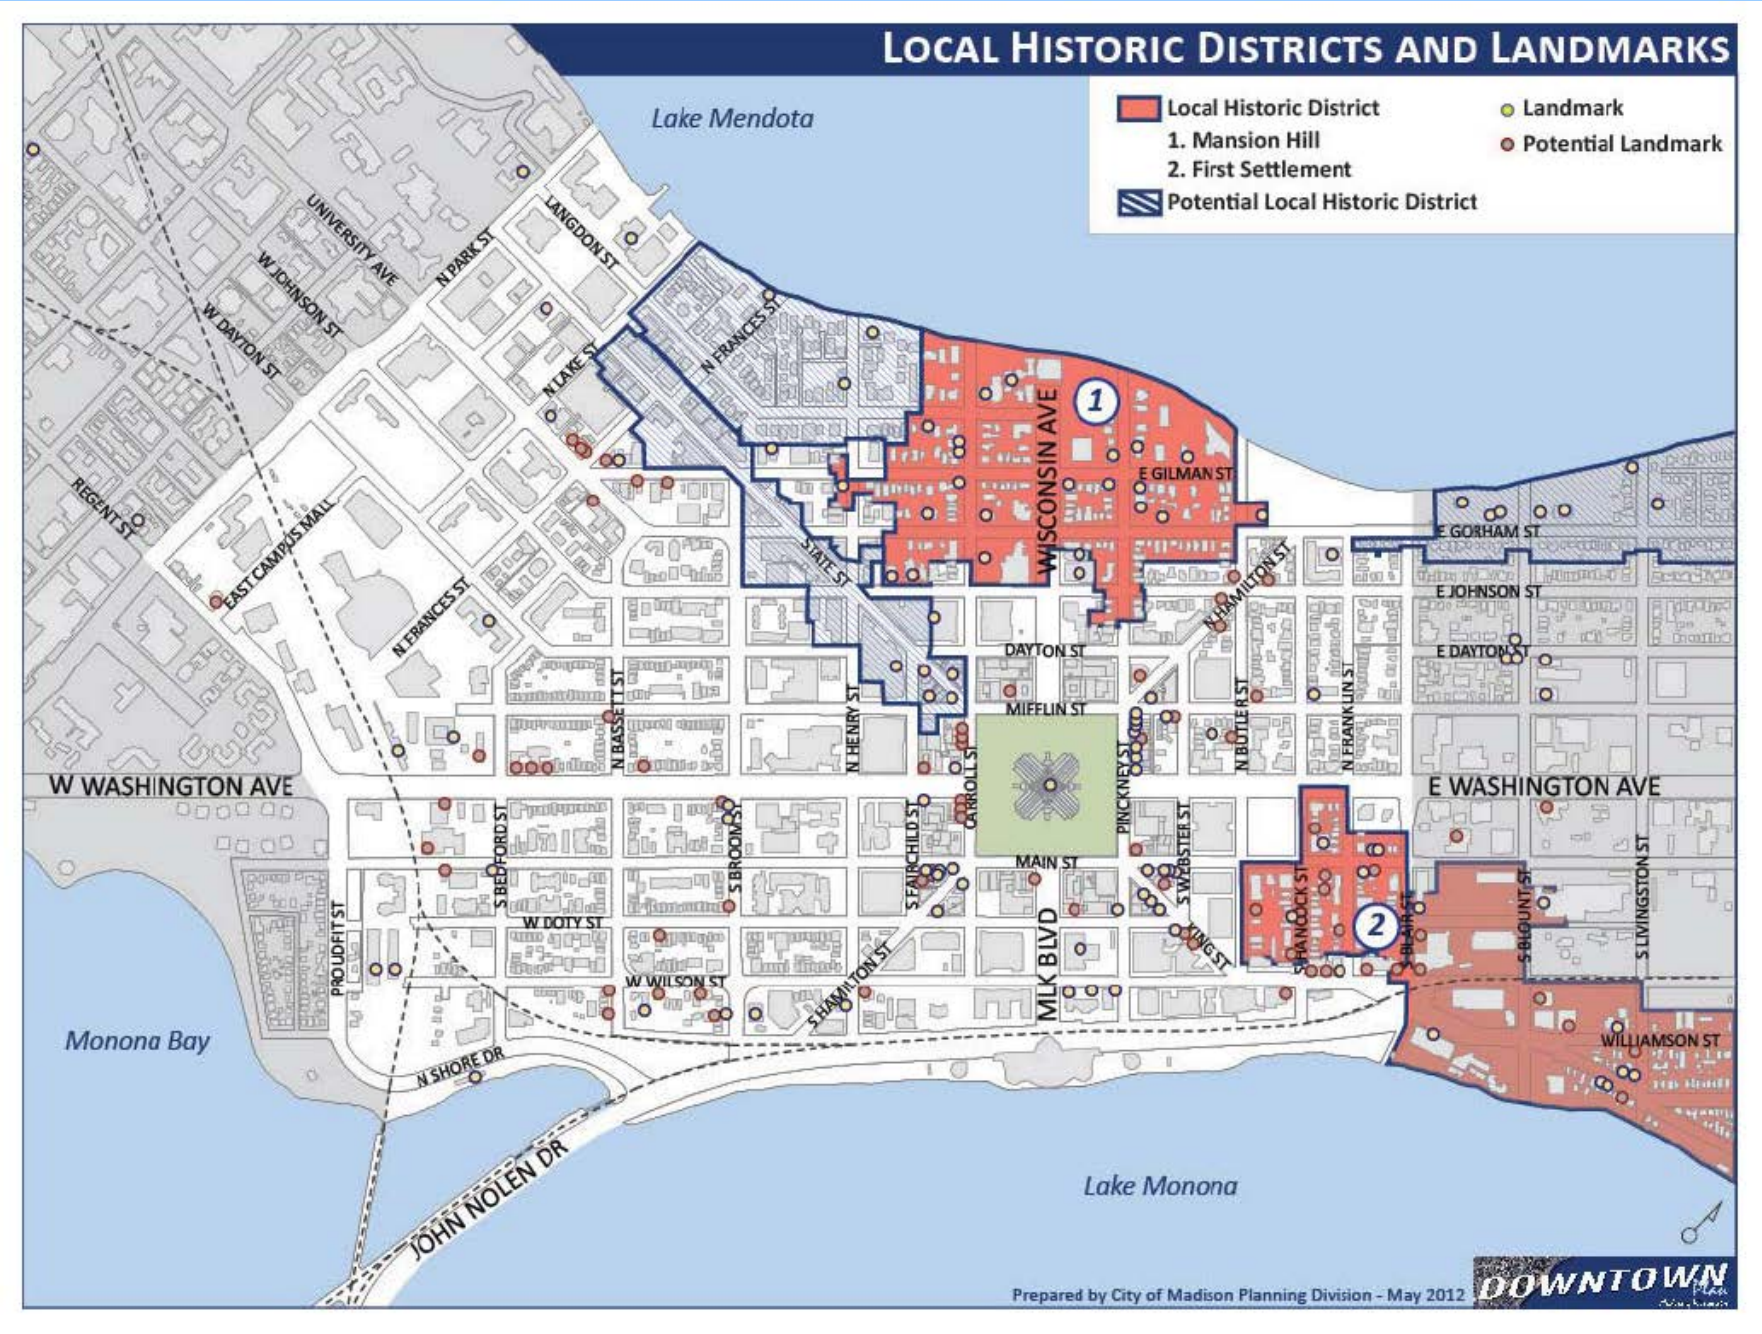 LOCAL HISTORIC DISTRICTS AND LANDMARKS
Local Historic District
1. Mansion Hill
2. First Settlement
Potential Local Historic District
Landmark
Potential Landmark
Lake Mendota
LANGDON ST
UNIVERSITY AVE
N PARK ST
W JOHNSON ST
W DAYTON ST
N FRANCES ST
N LAKE ST
1
WISCONSIN AVE
E GILMAN ST
REGENT ST
EAST CAMPUS MALL
STATE ST
E GORHAM ST
N HAMILTON ST
E JOHNSON ST
N FRANCES ST
DAYTON ST
E DAYTON ST
N BASSETT ST
N HENRY ST
MIFFLIN ST
N BUTLER ST
N FRANKLIN ST
CARROLL ST
PINCKNEY ST
W WASHINGTON AVE
E WASHINGTON AVE
S BEDFORD ST
S BROOM ST
S FAIRCHILD ST
MAIN ST
S WEBSTER ST
S HANCOCK ST
2
S BLAIR ST
S BLOUNT ST
S LIVINGSTON ST
PROUDFIT ST
W DOTY ST
MLK BLVD
KING ST
W WILSON ST
S HAMILTON ST
Monona Bay
N SHORE DR
WILLIAMSON ST
JOHN NOLEN DR
Lake Monona
Prepared by City of Madison Planning Division - May 2012
DOWNTOWN
Plan